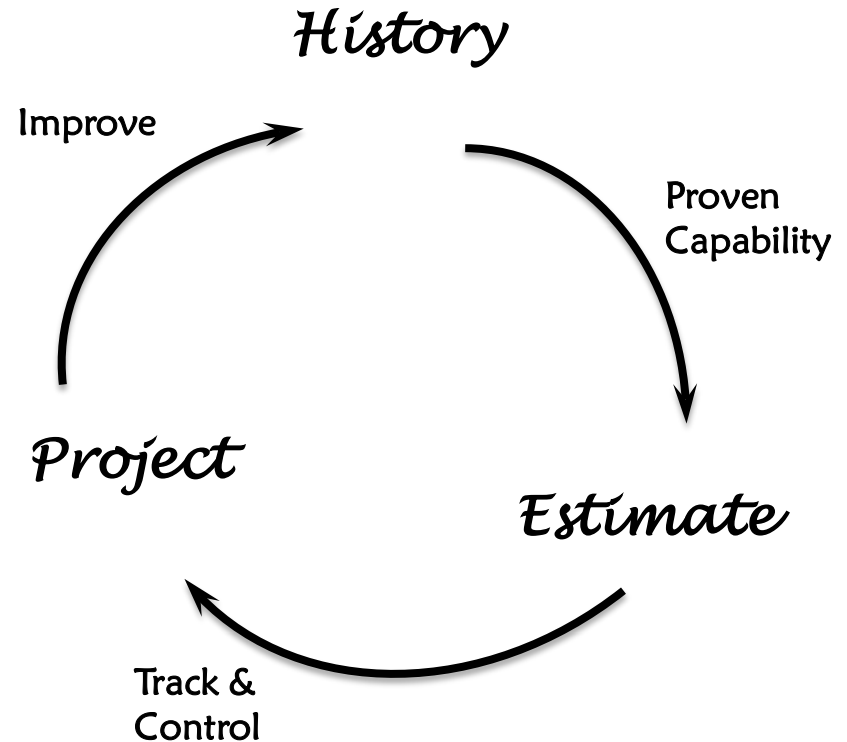 History
Improve
Proven
Capability
Project
Estimate
Track &
Control